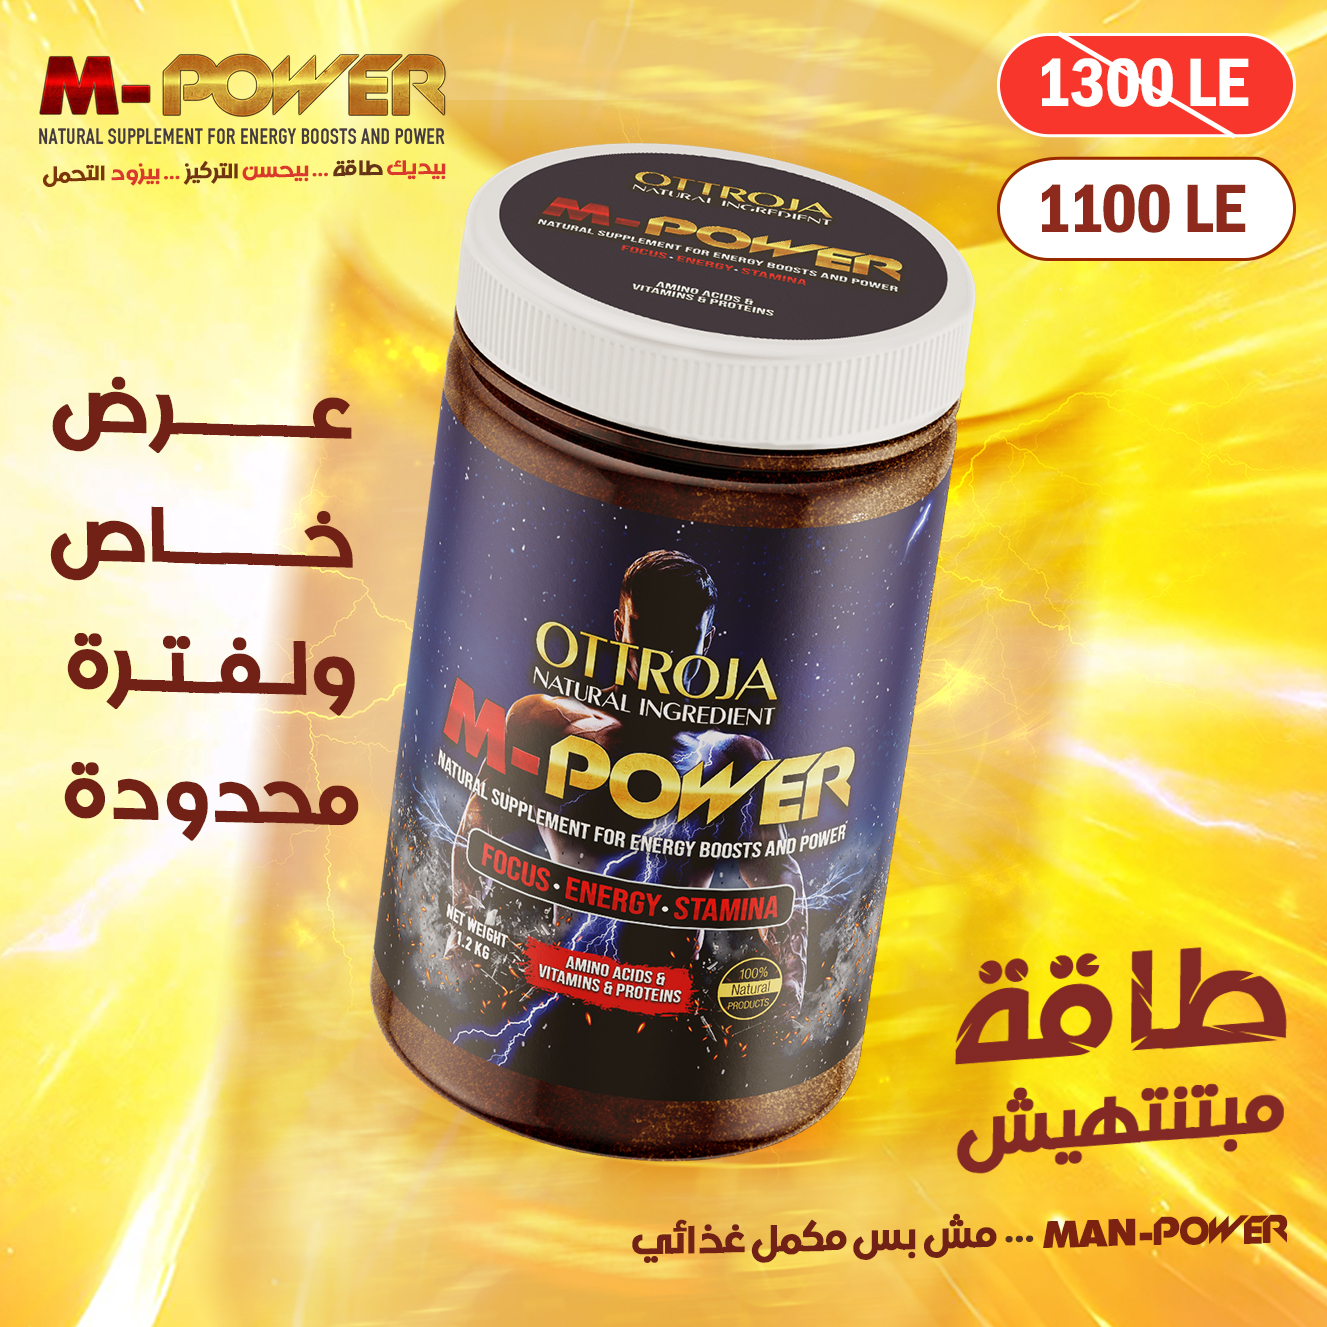 M-POWER
NATURAL SUPPLEMENT FOR ENERGY BOOSTS AND POWER
بيديك طاقة ... بيحسن التركيز ... بيزود التحمل
1300 LE
1100 LE
OTTROJA
NATURAL INGREDIENT
M-POWER
NATURAL SUPPLEMENT FOR ENERGY BOOSTS AND POWER
FOCUS · ENERGY · STAMINA
AMINO ACIDS &
VITAMINS & PROTEINS
عـرض
خـاص
ولـفـتـرة
محدودة
OTTROJA
NATURAL INGREDIENT
M-POWER
NATURAL SUPPLEMENT FOR ENERGY BOOSTS AND POWER
FOCUS · ENERGY · STAMINA
NET WEIGHT
1.2 KG
AMINO ACIDS &
VITAMINS & PROTEINS
100%
Natural
PRODUCTS
طاقة
مبتنتهيش
MAN-POWER ... مش بس مكمل غذائي